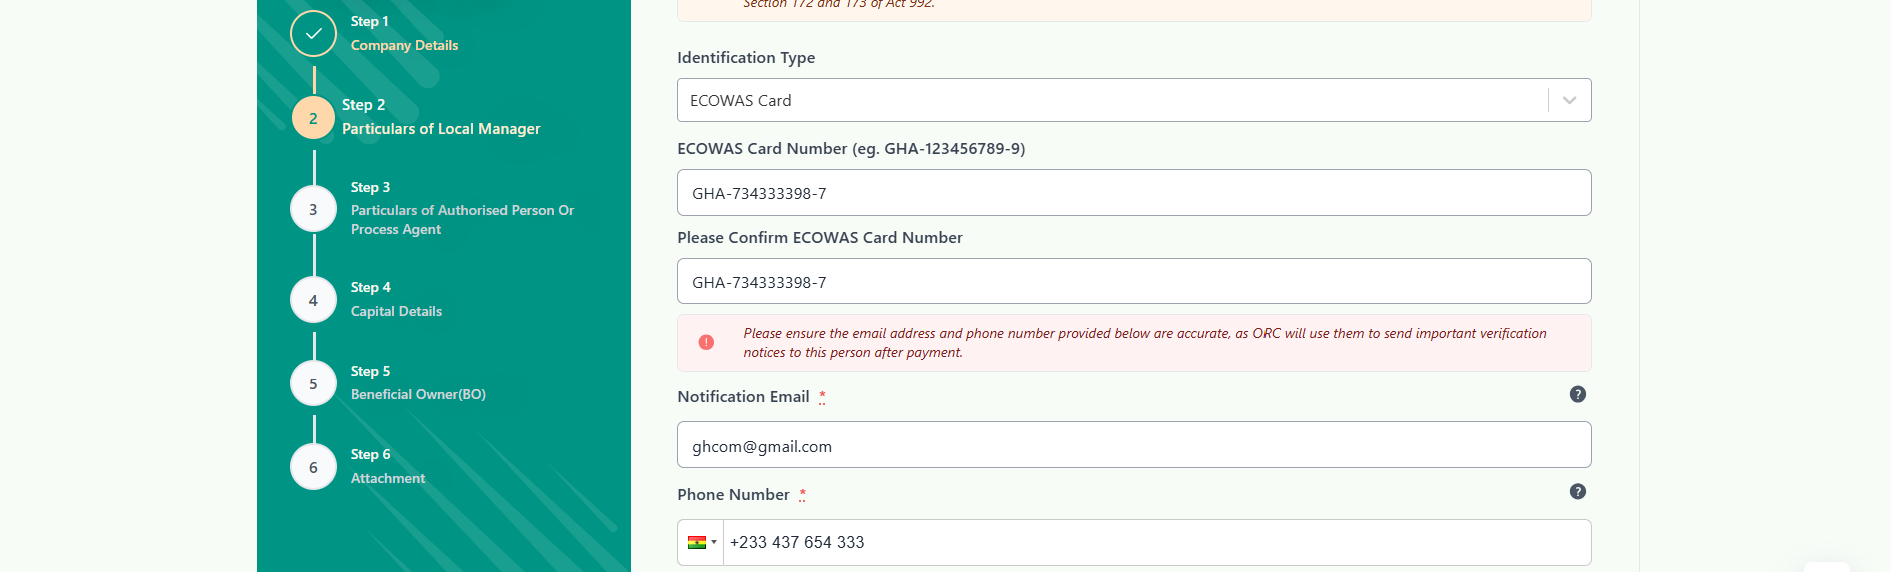 Step 1
Company Details
2
Step 2
Particulars of Local Manager
3
Step 3
Particulars of Authorised Person Or
Process Agent
4
Step 4
Capital Details
5
Step 5
Beneficial Owner(BO)
6
Step 6
Attachment
Section 172 and 173 of Act 992.
Identification Type
ECOWAS Card
ECOWAS Card Number (eg. GHA-123456789-9)
GHA-734333398-7
Please Confirm ECOWAS Card Number
GHA-734333398-7
Please ensure the email address and phone number provided below are accurate, as ORC will use them to send important verification
notices to this person after payment.
Notification Email *
ghcom@gmail.com
Phone Number *
+233 437 654 333